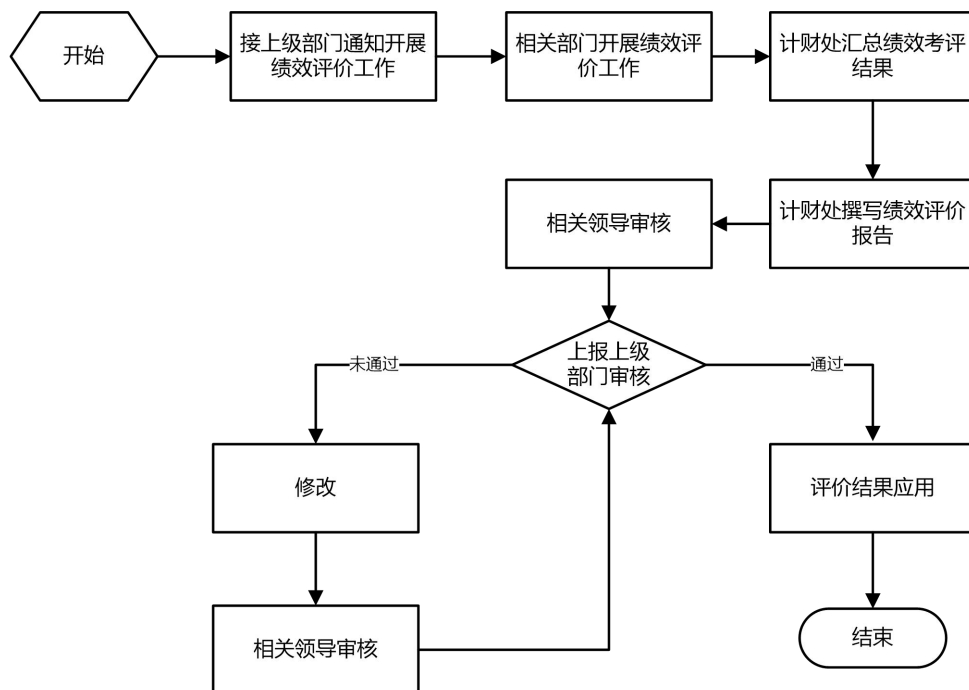 开始
接上级部门通知开展
绩效评价工作
相关部门开展绩效评
价工作
计财处汇总绩效考评
结果
相关领导审核
计财处撰写绩效评价
报告
上报上级
部门审核
未通过
通过
修改
评价结果应用
相关领导审核
结束